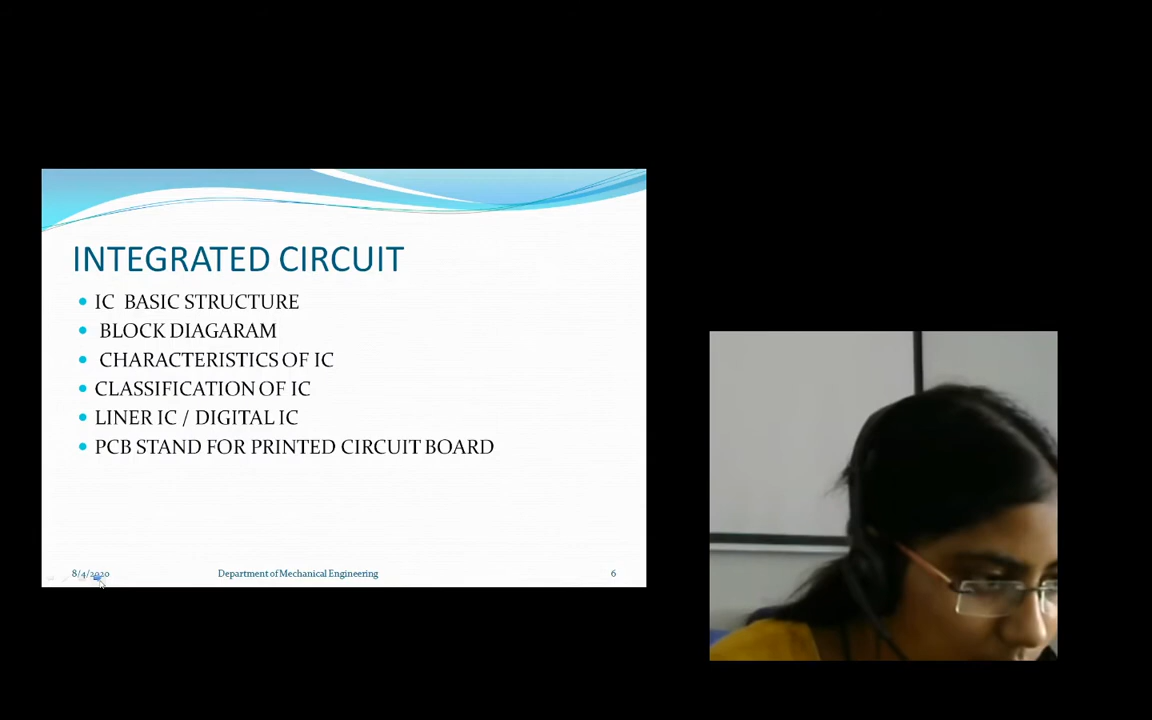 INTEGRATED CIRCUIT
IC BASIC STRUCTURE
BLOCK DIAGARAM
CHARACTERISTICS OF IC
CLASSIFICATION OF IC
LINER IC / DIGITAL IC
PCB STAND FOR PRINTED CIRCUIT BOARD
8/4/2020
Department of Mechanical Engineering
6